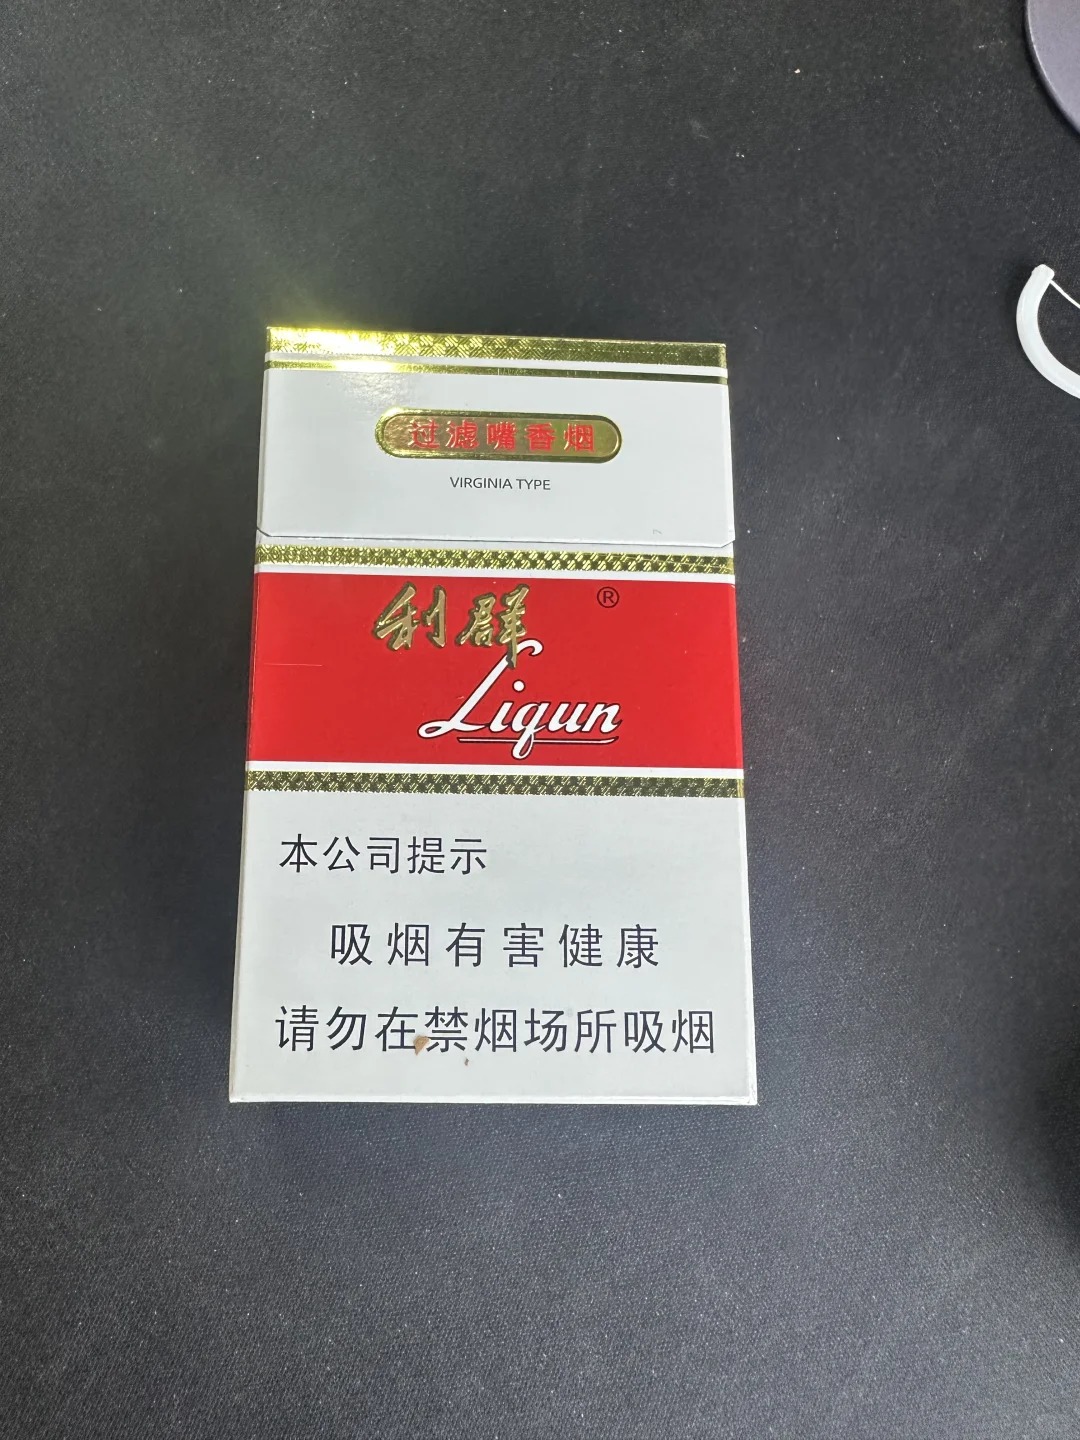 过滤嘴香烟
VIRGINIA TYPE
利群 ®
Liqun
本公司提示
吸烟有害健康
请勿在禁烟场所吸烟